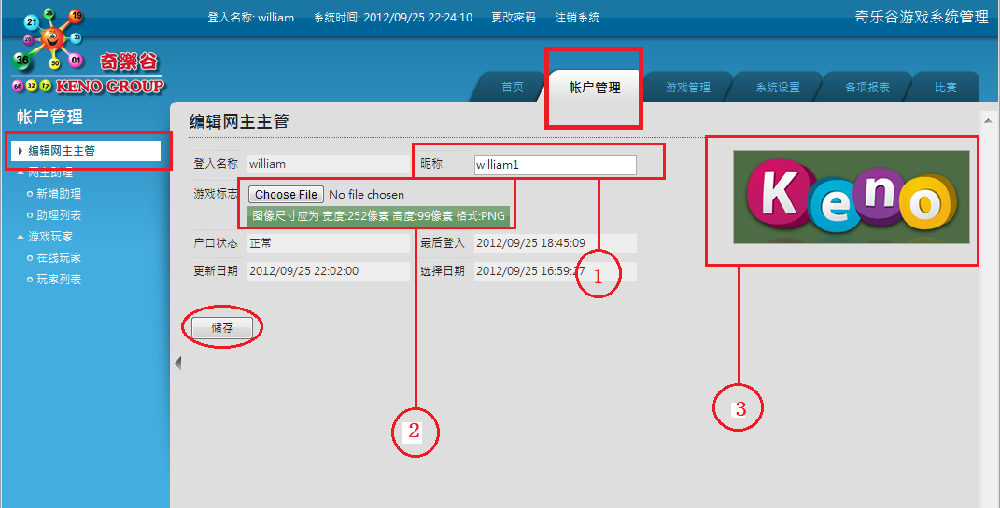 登入名称: william 系统时间: 2012/09/25 22:24:10 更改密码 注销系统 奇乐谷游戏系统管理
21 19 33 36 50 01
奇樂谷
66 32 17 KENO GROUP
首页 帐户管理 游戏管理 系统设置 各项报表 比赛
帐户管理
编辑网主主管
网主助理
新增助理
助理列表
游戏玩家
在线玩家
玩家列表
编辑网主主管
登入名称 william 昵称 william1
游戏标志 Choose File No file chosen
图像尺寸应为 宽度:252像素 高度:99像素 格式:PNG
户口状态 正常 最后登入 2012/09/25 18:45:09
更新日期 2012/09/25 22:02:00 选择日期 2012/09/25 16:59:27
储存
Keno
1
2
3